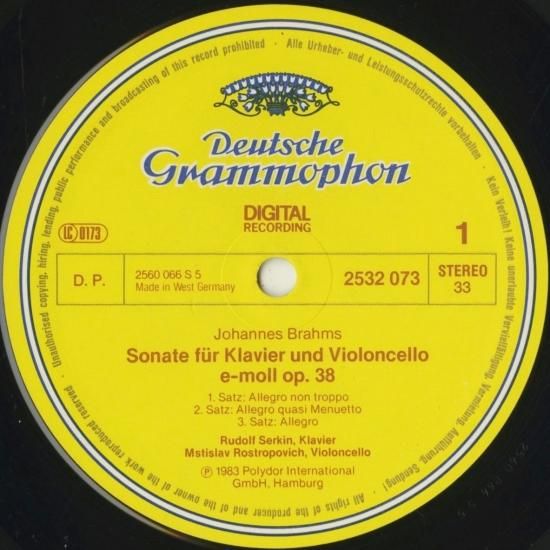 Alle Urheber- und Leistungsschutzrechte vorbehalten · Kein Verleih! Keine unerlaubte Vervielfältigung, Vermietung, Aufführung, Sendung!
All rights of the producer and of the owner of the work reproduced reserved · Unauthorised copying, hiring, lending, public performance and broadcasting of this record prohibited ·
Deutsche
Grammophon
DIGITAL
RECORDING
LC 0173
1
D. P.
2560 066 S 5
Made in West Germany
2532 073
STEREO
33
Johannes Brahms
Sonate für Klavier und Violoncello
e-moll op. 38
1. Satz: Allegro non troppo
2. Satz: Allegro quasi Menuetto
3. Satz: Allegro
Rudolf Serkin, Klavier
Mstislav Rostropovich, Violoncello
Ⓟ 1983 Polydor International
GmbH, Hamburg